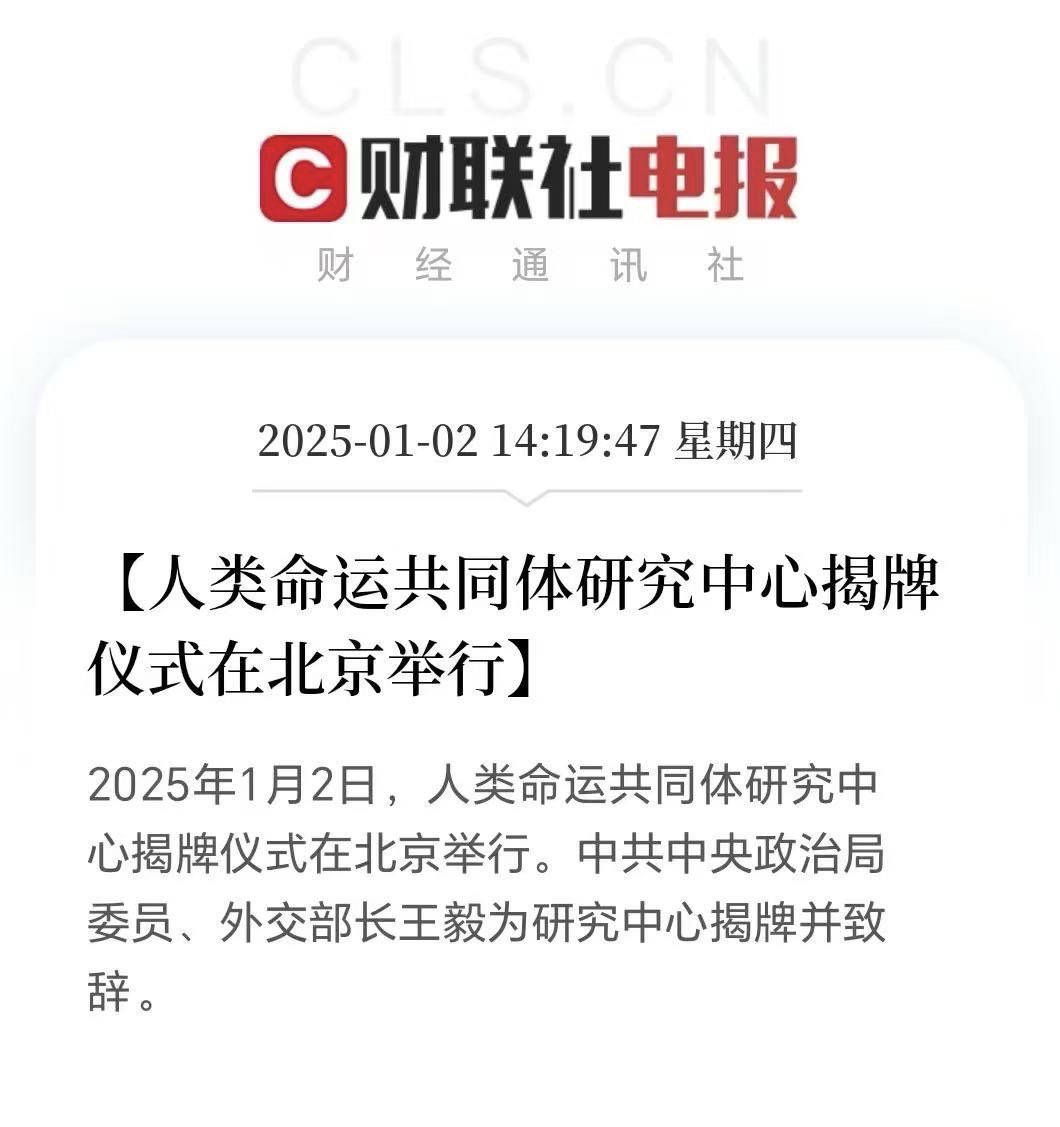 CLS.CN
C财联社电报
财经通讯社
2025-01-02 14:19:47 星期四
【人类命运共同体研究中心揭牌
仪式在北京举行】
2025年1月2日，人类命运共同体研究中
心揭牌仪式在北京举行。中共中央政治局
委员、外交部长王毅为研究中心揭牌并致
辞。